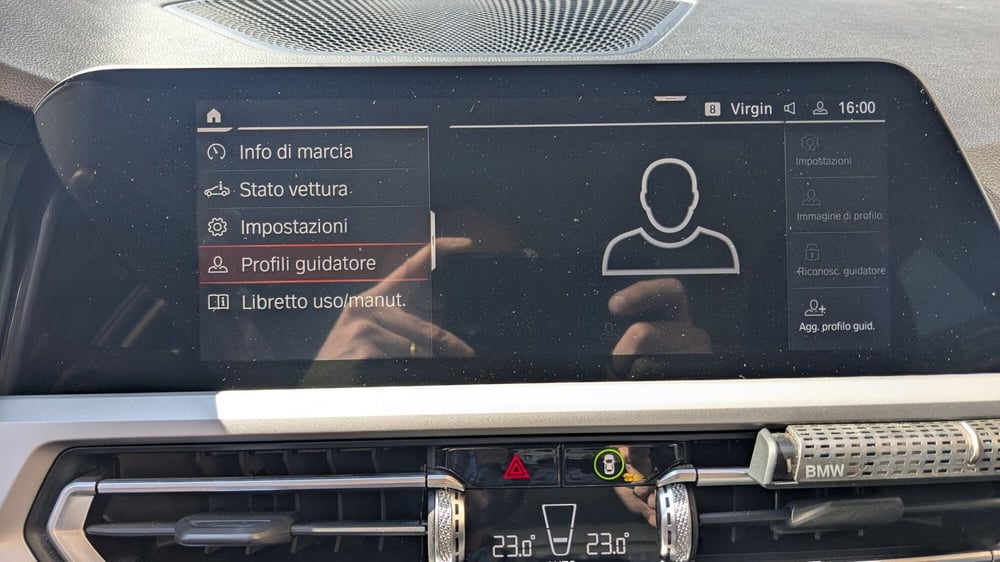 8 Virgin 16:00
Info di marcia
Stato vettura
Impostazioni
Profili guidatore
Libretto uso/manut.
Impostazioni
Immagine di profilo
Riconosc. guidatore
Agg. profilo guid.
BMW
23.0° 23.0°
AUTO